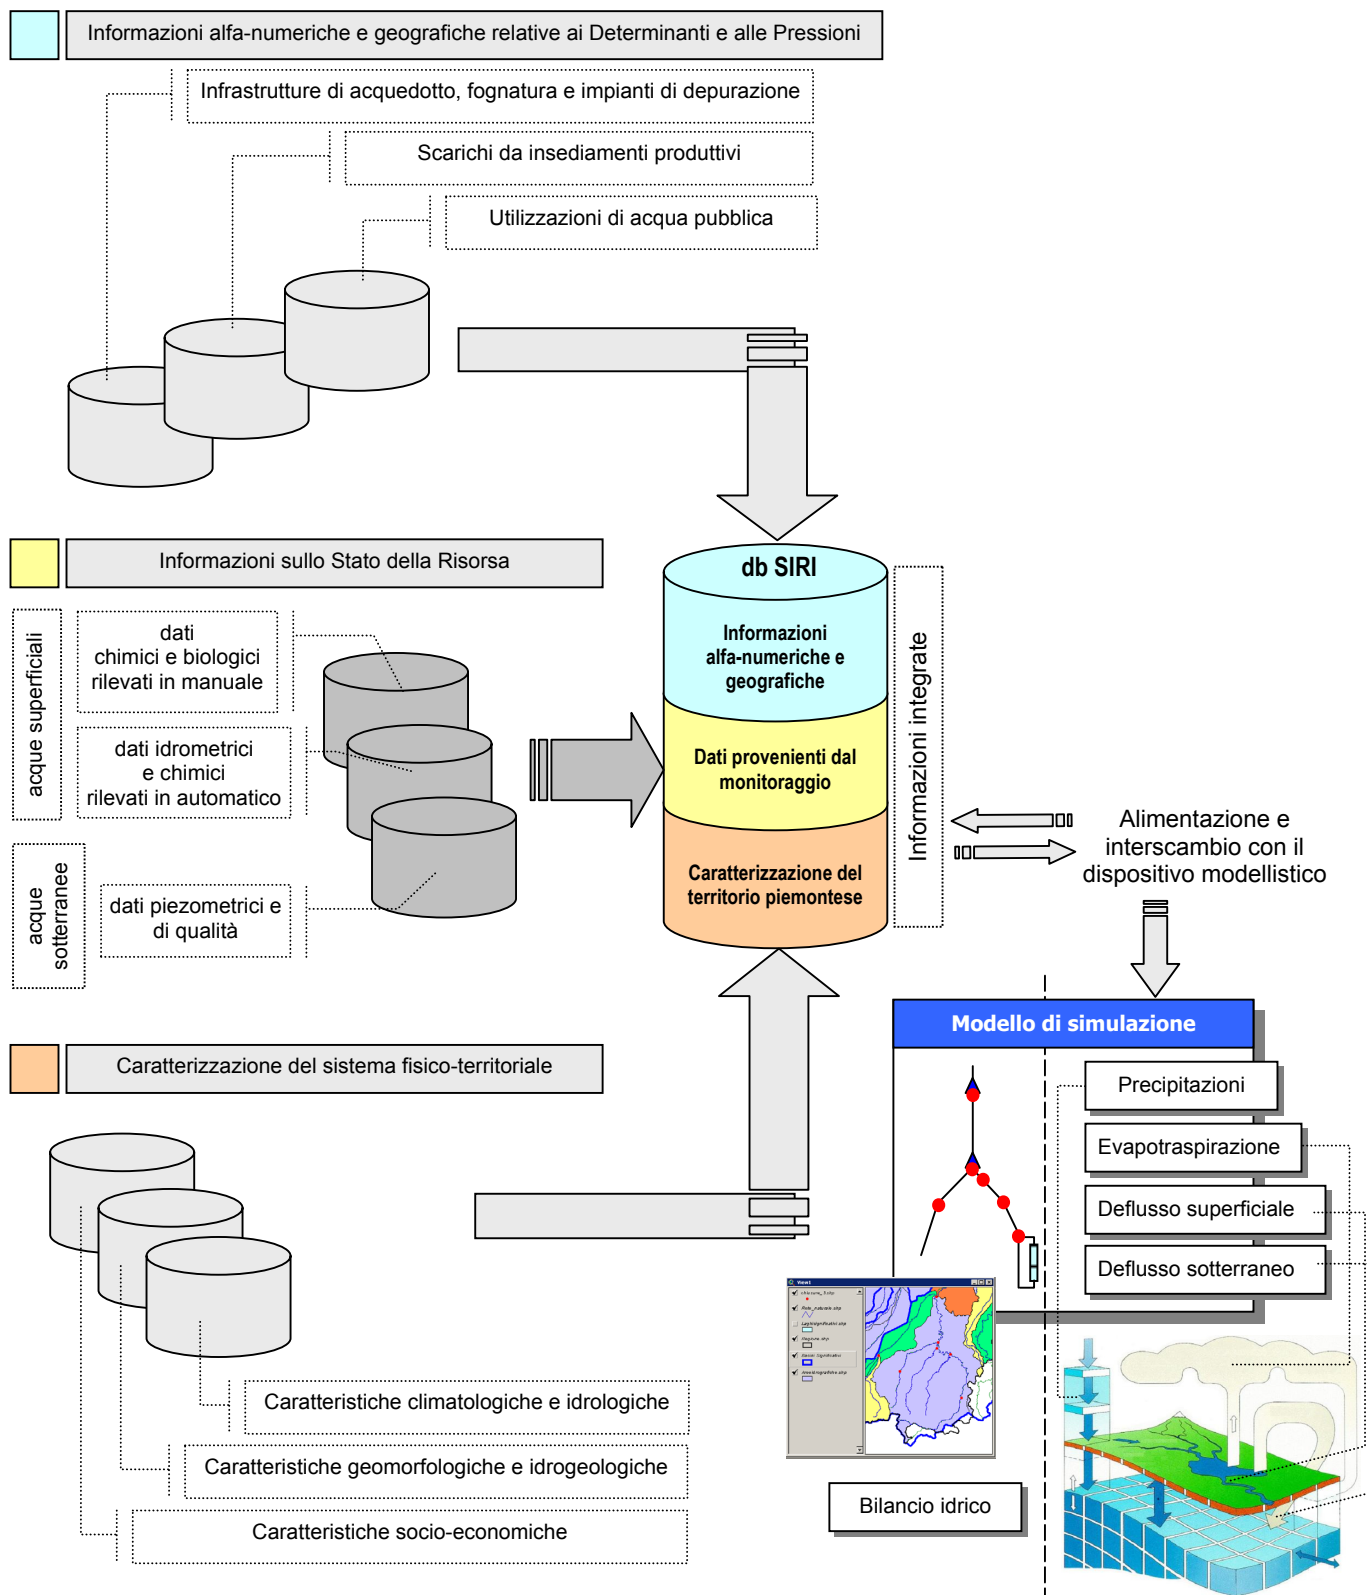 Informazioni alfa-numeriche e geografiche relative ai Determinanti e alle Pressioni
Infrastrutture di acquedotto, fognatura e impianti di depurazione
Scarichi da insediamenti produttivi
Utilizzazioni di acqua pubblica
Informazioni sullo Stato della Risorsa
acque superficiali
dati
chimici e biologici
rilevati in manuale
dati idrometrici
e chimici
rilevati in automatico
acque
sotterranee
dati piezometrici e
di qualità
db SIRI
Informazioni
alfa-numeriche e
geografiche
Dati provenienti dal
monitoraggio
Caratterizzazione del
territorio piemontese
Informazioni integrate
Alimentazione e
interscambio con il
dispositivo modellistico
Caratterizzazione del sistema fisico-territoriale
Caratteristiche climatologiche e idrologiche
Caratteristiche geomorfologiche e idrogeologiche
Caratteristiche socio-economiche
Modello di simulazione
Precipitazioni
Evapotraspirazione
Deflusso superficiale
Deflusso sotterraneo
View1
Bilancio idrico